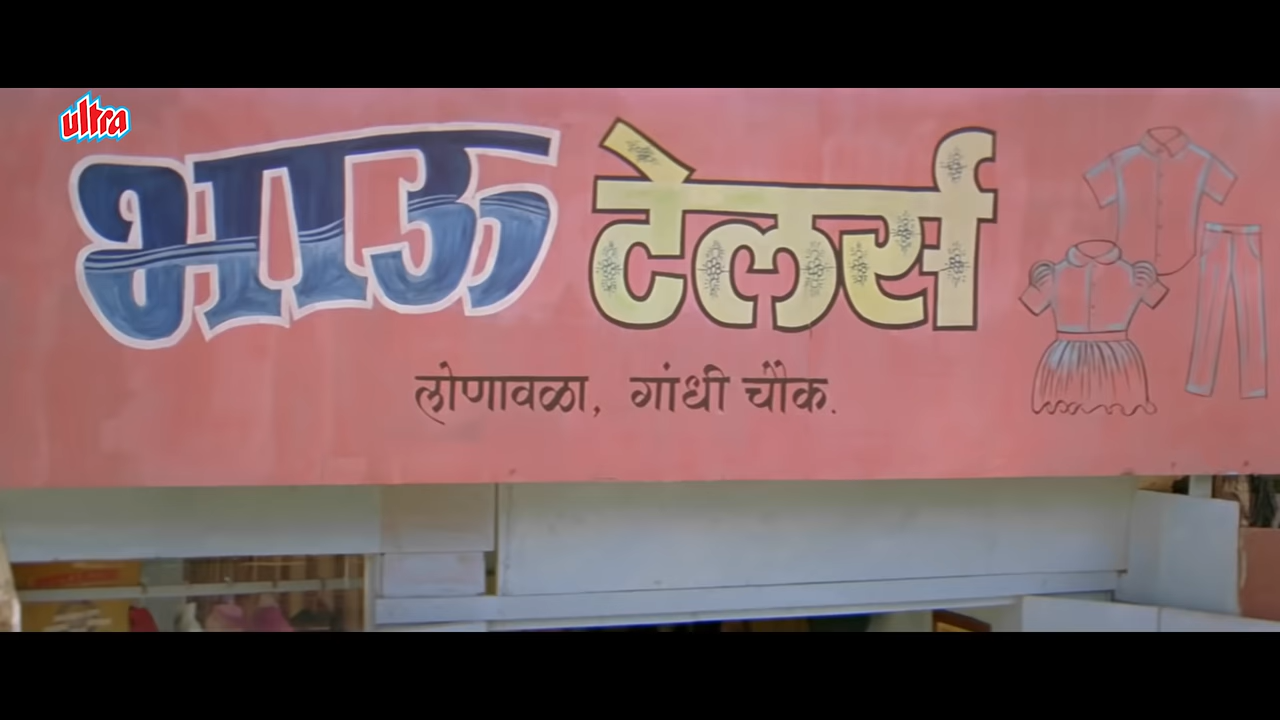 ultra
भाऊ टेलर्स
लोणावळा, गांधी चौक.